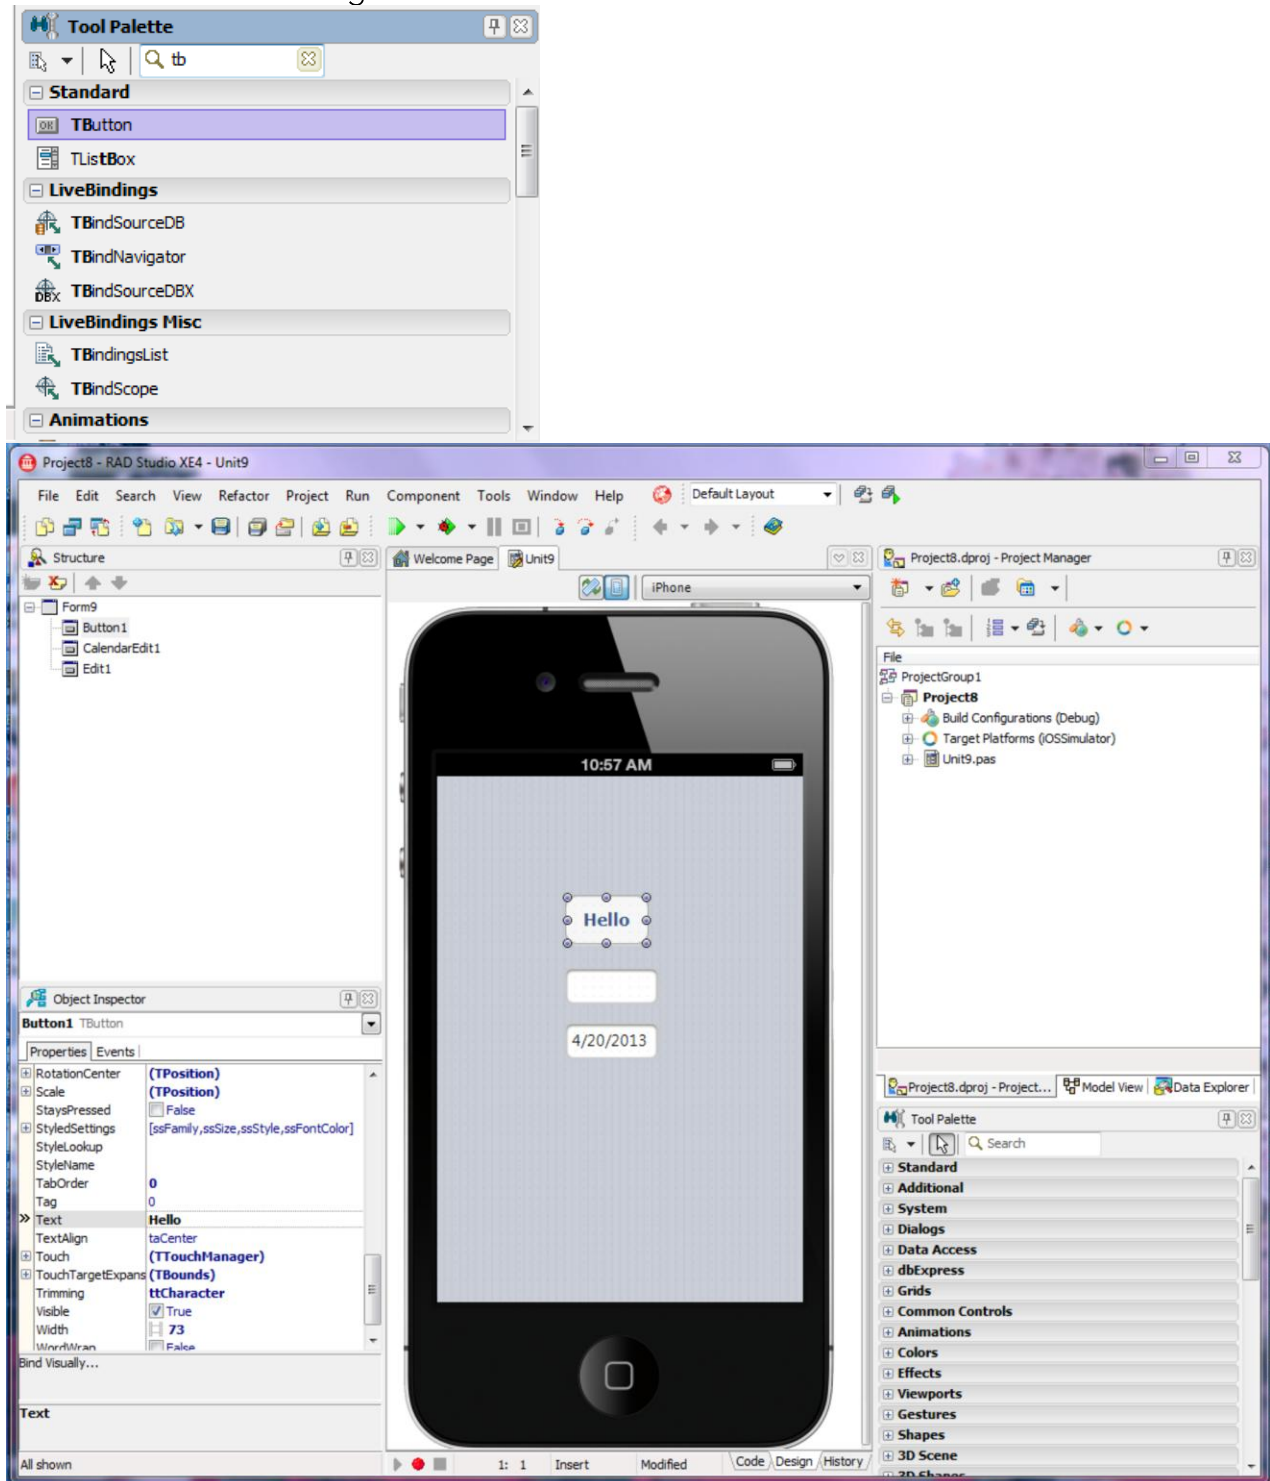 Tool Palette
tb
Standard
TButton
TListBox
LiveBindings
TBindSourceDB
TBindNavigator
DBX TBindSourceDBX
LiveBindings Misc
TBindingsList
TBindScope
Animations
Project8 - RAD Studio XE4 - Unit9
File Edit Search View Refactor Project Run Component Tools Window Help Default Layout
Structure
Form9
Button1
CalendarEdit1
Edit1
Welcome Page Unit9
iPhone
10:57 AM
Hello
4/20/2013
Object Inspector
Button1 TButton
Properties Events
RotationCenter (TPosition)
Scale (TPosition)
StaysPressed False
StyledSettings [ssFamily,ssSize,ssStyle,ssFontColor]
StyleLookup
StyleName
TabOrder 0
Tag 0
Text Hello
TextAlign taCenter
Touch (TTouchManager)
TouchTargetExpans (TBounds)
Trimming ttCharacter
Visible True
Width 73
WordWrap False
Bind Visually...
Text
All shown
1: 1 Insert Modified Code Design History
Project8.dproj - Project Manager
File
ProjectGroup1
Project8
Build Configurations (Debug)
Target Platforms (iOSSimulator)
Unit9.pas
Project8.dproj - Project... Model View Data Explorer
Tool Palette
Search
Standard
Additional
System
Dialogs
Data Access
dbExpress
Grids
Common Controls
Animations
Colors
Effects
Viewports
Gestures
Shapes
3D Scene
3D Shapes